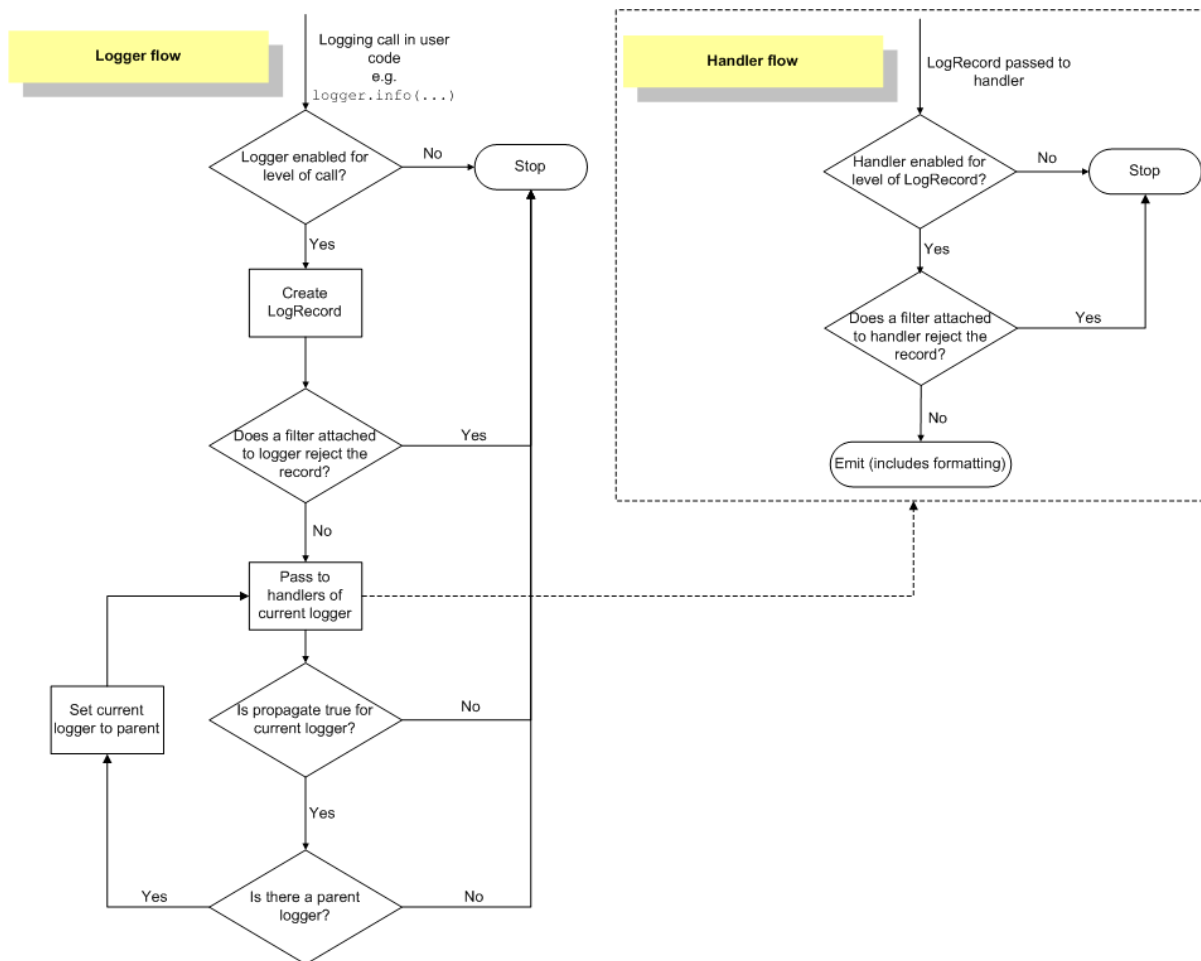 Logger flow
Logging call in user
code
e.g.
logger.info(...)
Logger enabled for
level of call?
No
Stop
Yes
Create
LogRecord
Does a filter attached
to logger reject the
record?
Yes
No
Pass to
handlers of
current logger
Is propagate true for
current logger?
No
Set current
logger to parent
Yes
Is there a parent
logger?
Yes
No
Handler flow
LogRecord passed to
handler
Handler enabled for
level of LogRecord?
No
Stop
Yes
Does a filter attached
to handler reject the
record?
Yes
No
Emit (includes formatting)